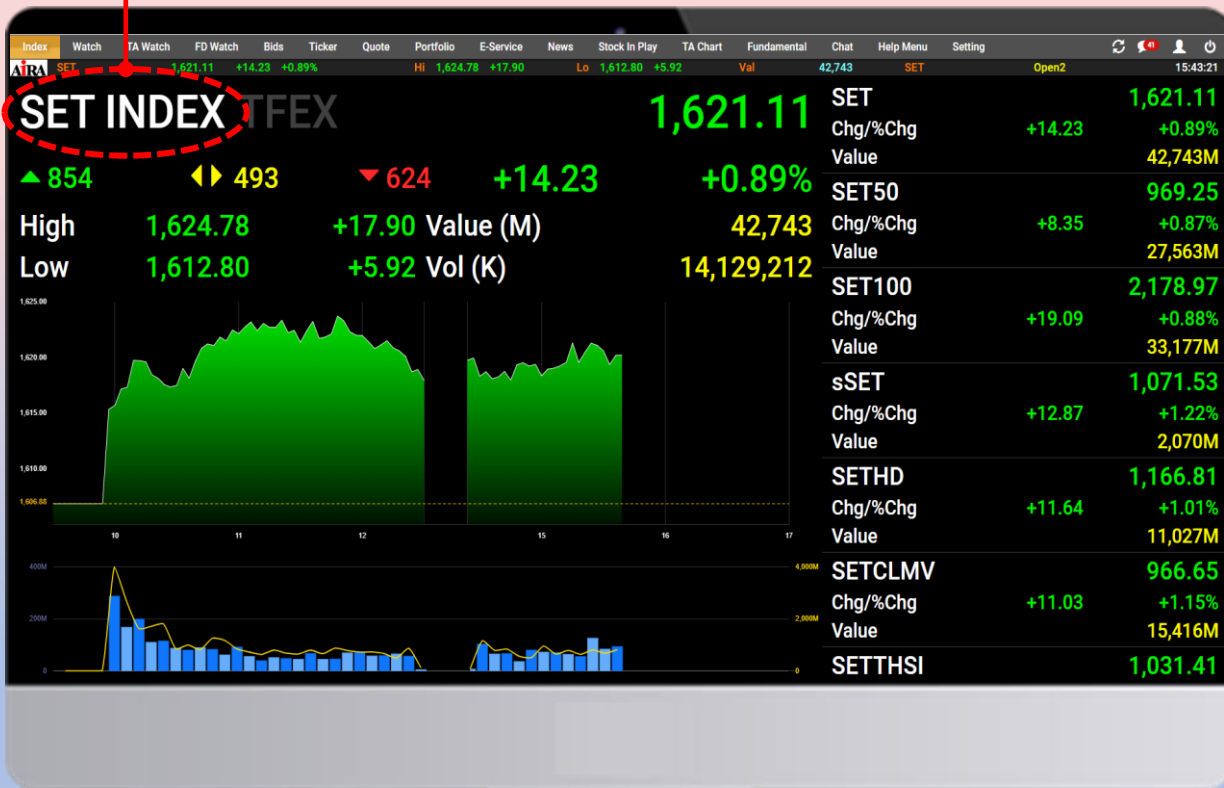 Index Watch TA Watch FD Watch Bids Ticker Quote Portfolio E-Service News Stock In Play TA Chart Fundamental Chat Help Menu Setting 41
AiRA SET 1,621.11 +14.23 +0.89% Hi 1,624.78 +17.90 Lo 1,612.80 +5.92 Val 42,743 SET Open2 15:43:21
SET INDEX TFEX 1,621.11
854 493 624 +14.23 +0.89%
High 1,624.78 +17.90 Value (M) 42,743
Low 1,612.80 +5.92 Vol (K) 14,129,212
1,625.00
1,620.00
1,615.00
1,610.00
1,606.88
10 11 12 15 16 17
400M 4,000M
200M 2,000M
0 0
SET 1,621.11
Chg/%Chg +14.23 +0.89%
Value 42,743M
SET50 969.25
Chg/%Chg +8.35 +0.87%
Value 27,563M
SET100 2,178.97
Chg/%Chg +19.09 +0.88%
Value 33,177M
sSET 1,071.53
Chg/%Chg +12.87 +1.22%
Value 2,070M
SETHD 1,166.81
Chg/%Chg +11.64 +1.01%
Value 11,027M
SETCLMV 966.65
Chg/%Chg +11.03 +1.15%
Value 15,416M
SETTHSI 1,031.41